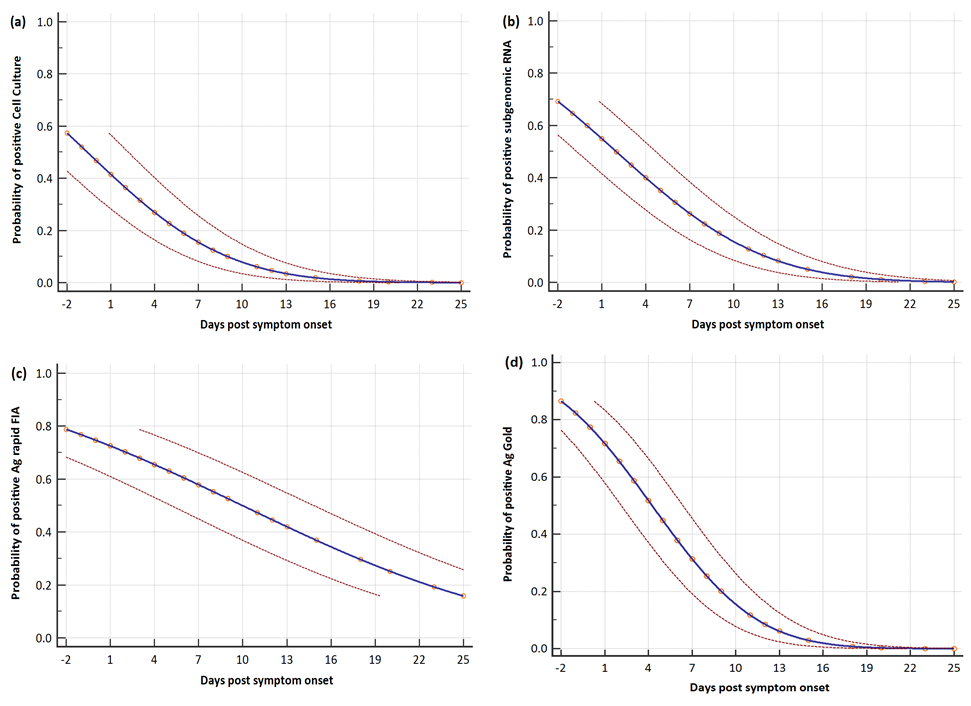 (a)
Probability of positive Cell Culture
1.0
0.8
0.6
0.4
0.2
0.0
-2 1 4 7 10 13 16 19 22 25
Days post symptom onset
(b)
Probability of positive subgenomic RNA
1.0
0.8
0.6
0.4
0.2
0.0
-2 1 4 7 10 13 16 19 22 25
Days post symptom onset
(c)
Probability of positive Ag rapid FIA
1.0
0.8
0.6
0.4
0.2
0.0
-2 1 4 7 10 13 16 19 22 25
Days post symptom onset
(d)
Probability of positive Ag Gold
1.0
0.8
0.6
0.4
0.2
0.0
-2 1 4 7 10 13 16 19 22 25
Days post symptom onset